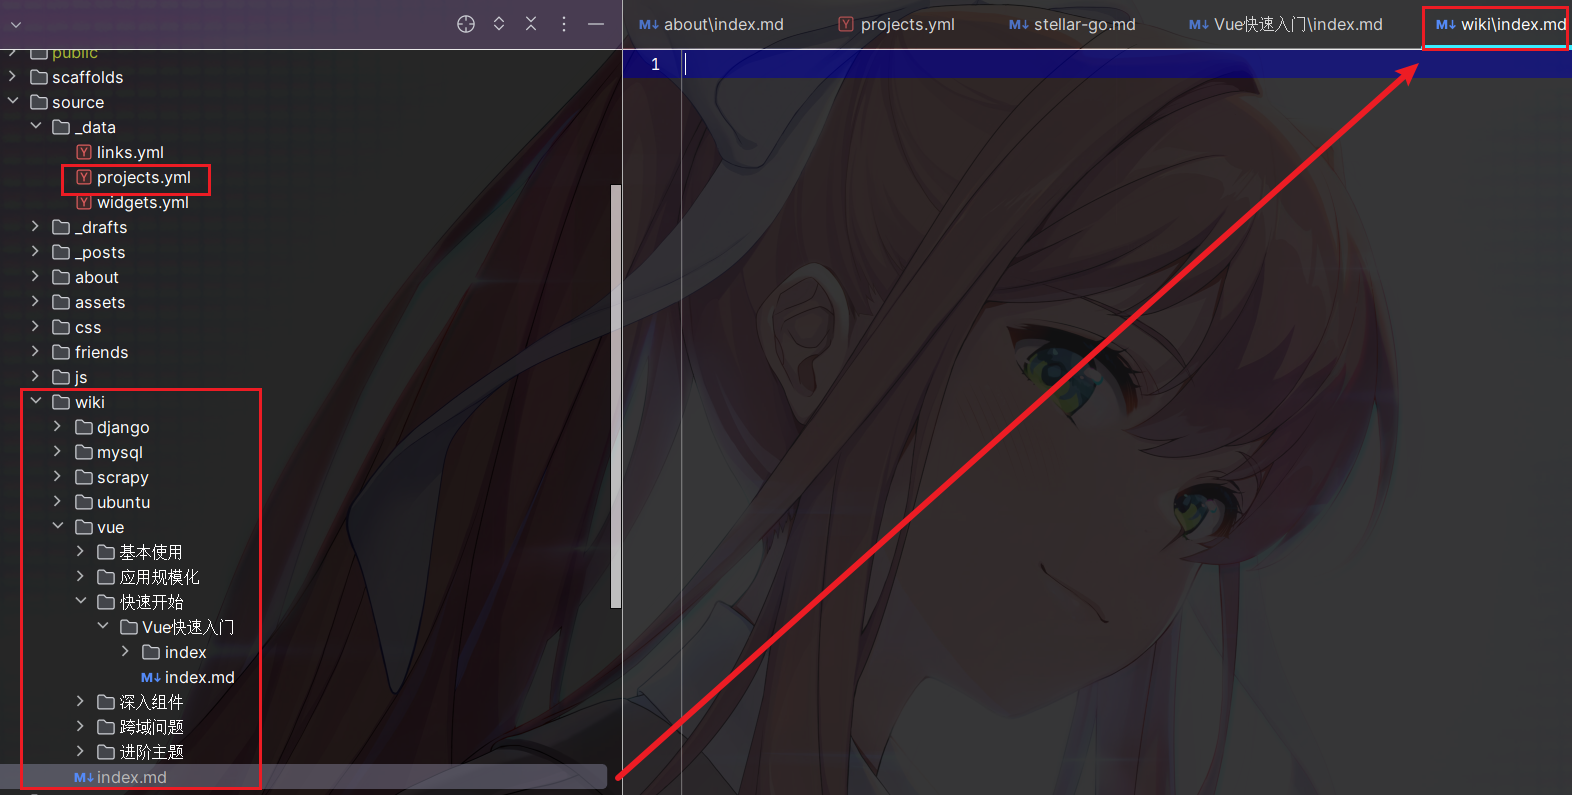 about\index.md
projects.yml
stellar-go.md
Vue快速入门\index.md
wiki\index.md
1
public
scaffolds
source
_data
links.yml
projects.yml
widgets.yml
_drafts
_posts
about
assets
css
friends
js
wiki
django
mysql
scrapy
ubuntu
vue
基本使用
应用规模化
快速开始
Vue快速入门
index
index.md
深入组件
跨域问题
进阶主题
index.md